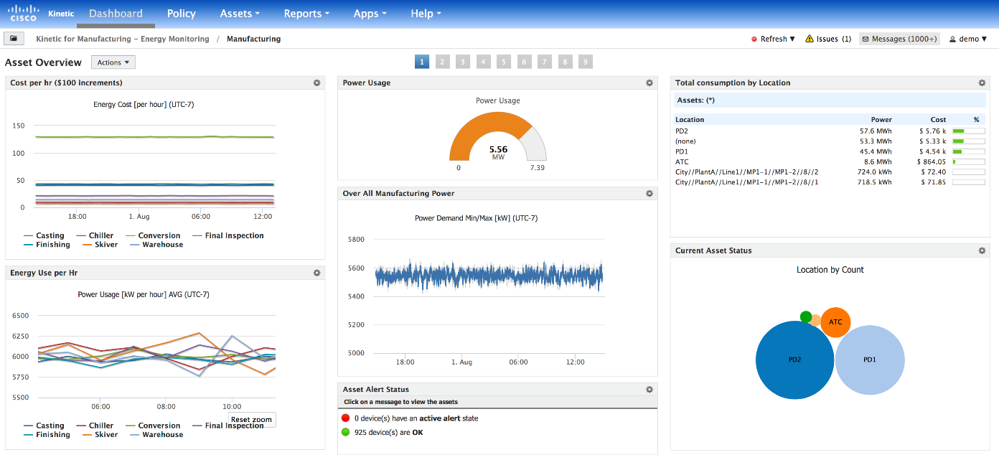 CISCO Kinetic Dashboard Policy Assets Reports Apps Help
Kinetic for Manufacturing – Energy Monitoring / Manufacturing Refresh ▼ Issues (1) Messages (1000+) demo ▼
Asset Overview Actions ▼ 1 2 3 4 5 6 7 8 9
Cost per hr ($100 increments)
Energy Cost [per hour] (UTC-7)
150
100
50
0
18:00 1. Aug 06:00 12:00
Casting Chiller Conversion Final Inspection
Finishing Skiver Warehouse
Energy Use per Hr
Power Usage [kW per hour] AVG (UTC-7)
6500
6250
6000
5750
5500
06:00 08:00 10:00
Reset zoom
Casting Chiller Conversion Final Inspection
Finishing Skiver Warehouse
Power Usage
Power Usage
5.56
MW
0 7.39
Over All Manufacturing Power
Power Demand Min/Max [kW] (UTC-7)
5800
5600
5400
5200
5000
18:00 1. Aug 06:00 12:00
Asset Alert Status
Click on a message to view the assets
0 device(s) have an active alert state
925 device(s) are OK
Total consumption by Location
Assets: (*)
Location Power Cost %
PD2 57.6 MWh $ 5.76 k
(none) 53.3 MWh $ 5.33 k
PD1 45.4 MWh $ 4.54 k
ATC 8.6 MWh $ 864.05
City//PlantA//Line1//MP1-1//MP1-2//8//2 724.0 kWh $ 72.40
City//PlantA//Line1//MP1-1//MP1-2//8//1 718.5 kWh $ 71.85
Current Asset Status
Location by Count
ATC
PD2 PD1